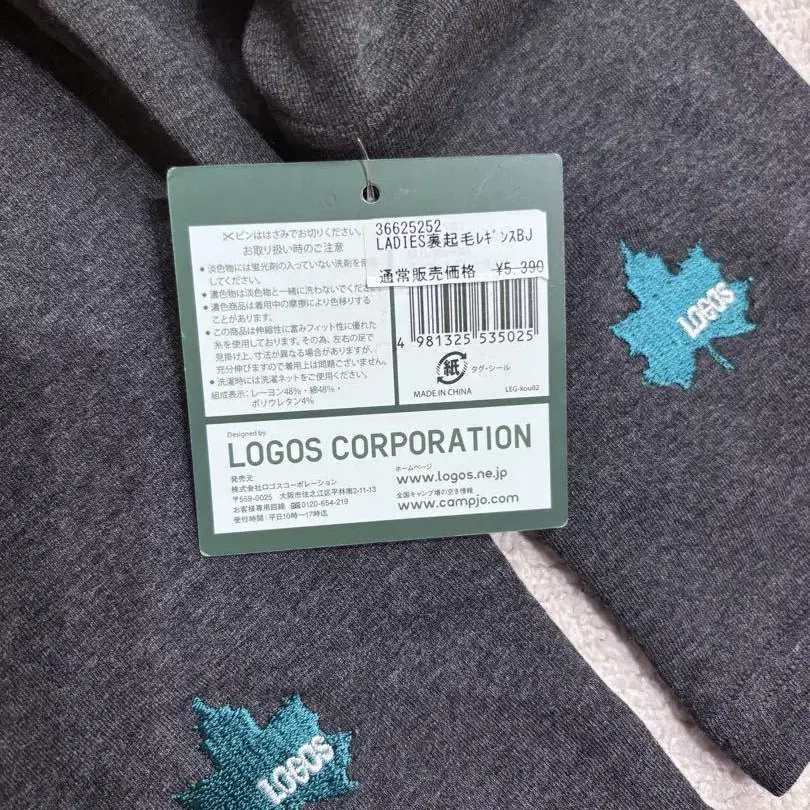 ✂ピンははさみでお切りください。
お取り扱い時のご注意
● 淡色物には蛍光剤の入っていない洗剤を使
してください。
● 濃色物は淡色物と一緒に洗わないでください
● 濃色商品は着用中の摩擦により色移りする
ことがあります。
● この商品は伸縮性に富みフィット性に優れた
糸を使用しております。その為、左右の足で
見掛け上、寸法が異なる場合がありますが、
充分伸びますので着用上は問題ございません。
● 洗濯時には洗濯ネットをご使用ください。
組成表示:レーヨン48%・綿48%・
ポリウレタン4%
36625252
LADIES裏起毛ﾚｷﾞﾝｽBJ
通常販売価格 ¥5,390
4 981325 535025
紙 タグ・シール
MADE IN CHINA LEG-kou02
Designed by
LOGOS CORPORATION
発売元:
株式会社ロゴスコーポレーション
〒559-0025 大阪市住之江区平林南2-11-13
お客様専用回線 0120-654-219
受付時間:平日10時〜17時迄
ホームページ
www.logos.ne.jp
全国キャンプ場の空き情報
www.campjo.com
LOGOS
LOGOS